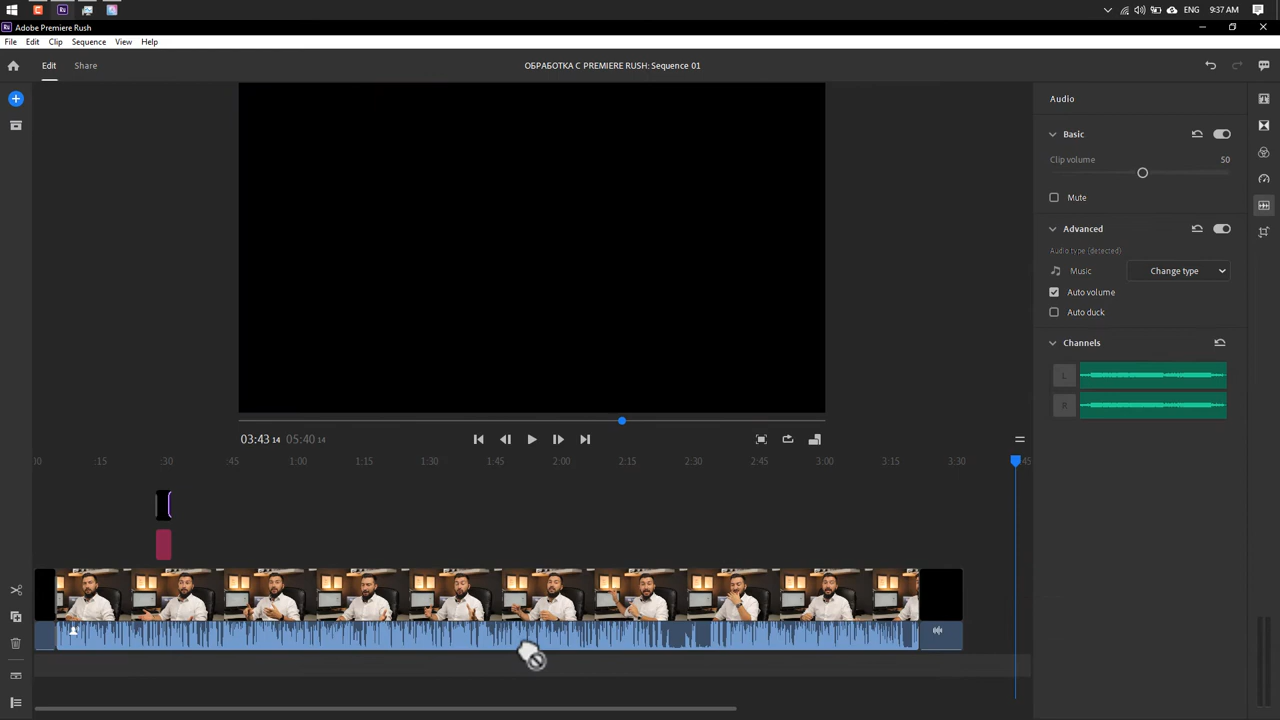 ENG
9:37 AM
Adobe Premiere Rush
File Edit Clip Sequence View Help
Edit Share
ОБРАБОТКА С PREMIERE RUSH: Sequence 01
Audio
Basic
Clip volume 50
Mute
Advanced
Audio type (detected)
Music Change type
Auto volume
Auto duck
Channels
L
R
03:43 14 05:40 14
:00 :15 :30 :45 1:00 1:15 1:30 1:45 2:00 2:15 2:30 2:45 3:00 3:15 3:30 :45